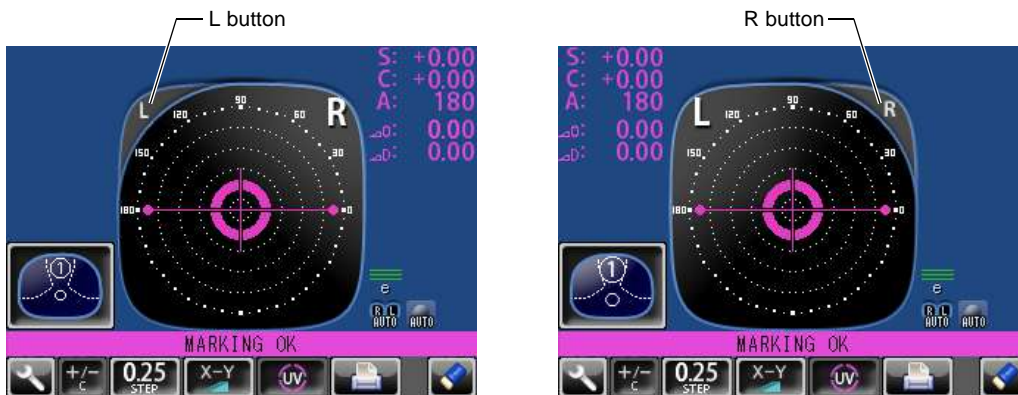 L button
R button
S: +0.00
C: +0.00
A: 180
⊿O: 0.00
⊿D: 0.00
L
R
90
120
60
150
30
180
0
1
e
R L
AUTO
AUTO
MARKING OK
+/-
C
0.25
STEP
X-Y
UV
S: +0.00
C: +0.00
A: 180
⊿O: 0.00
⊿D: 0.00
L
R
90
120
60
150
30
180
0
1
e
R L
AUTO
AUTO
MARKING OK
+/-
C
0.25
STEP
X-Y
UV